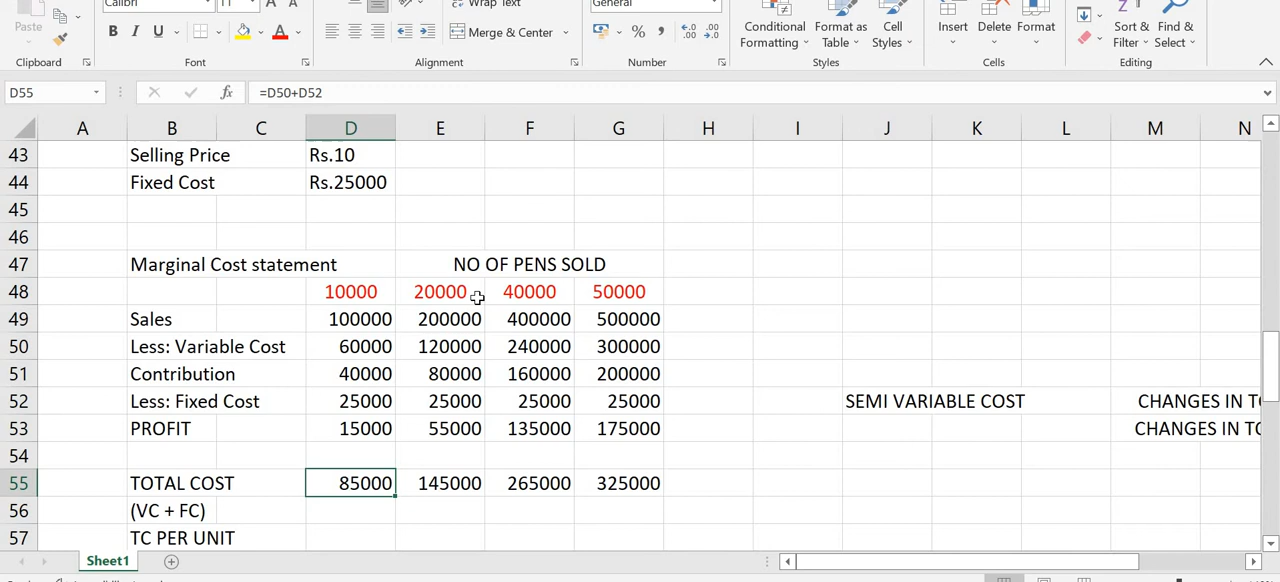 Calibri 11 A A Wrap Text General
Paste B I U A Merge & Center % , Conditional Formatting Format as Table Cell Styles Insert Delete Format Sort & Filter Find & Select
Clipboard Font Alignment Number Styles Cells Editing
D55 fx =D50+D52
A B C D E F G H I J K L M N
43 Selling Price Rs.10
44 Fixed Cost Rs.25000
45
46
47 Marginal Cost statement NO OF PENS SOLD
48 10000 20000 40000 50000
49 Sales 100000 200000 400000 500000
50 Less: Variable Cost 60000 120000 240000 300000
51 Contribution 40000 80000 160000 200000
52 Less: Fixed Cost 25000 25000 25000 25000 SEMI VARIABLE COST CHANGES IN
53 PROFIT 15000 55000 135000 175000 CHANGES IN
54
55 TOTAL COST 85000 145000 265000 325000
56 (VC + FC)
57 TC PER UNIT
Sheet1